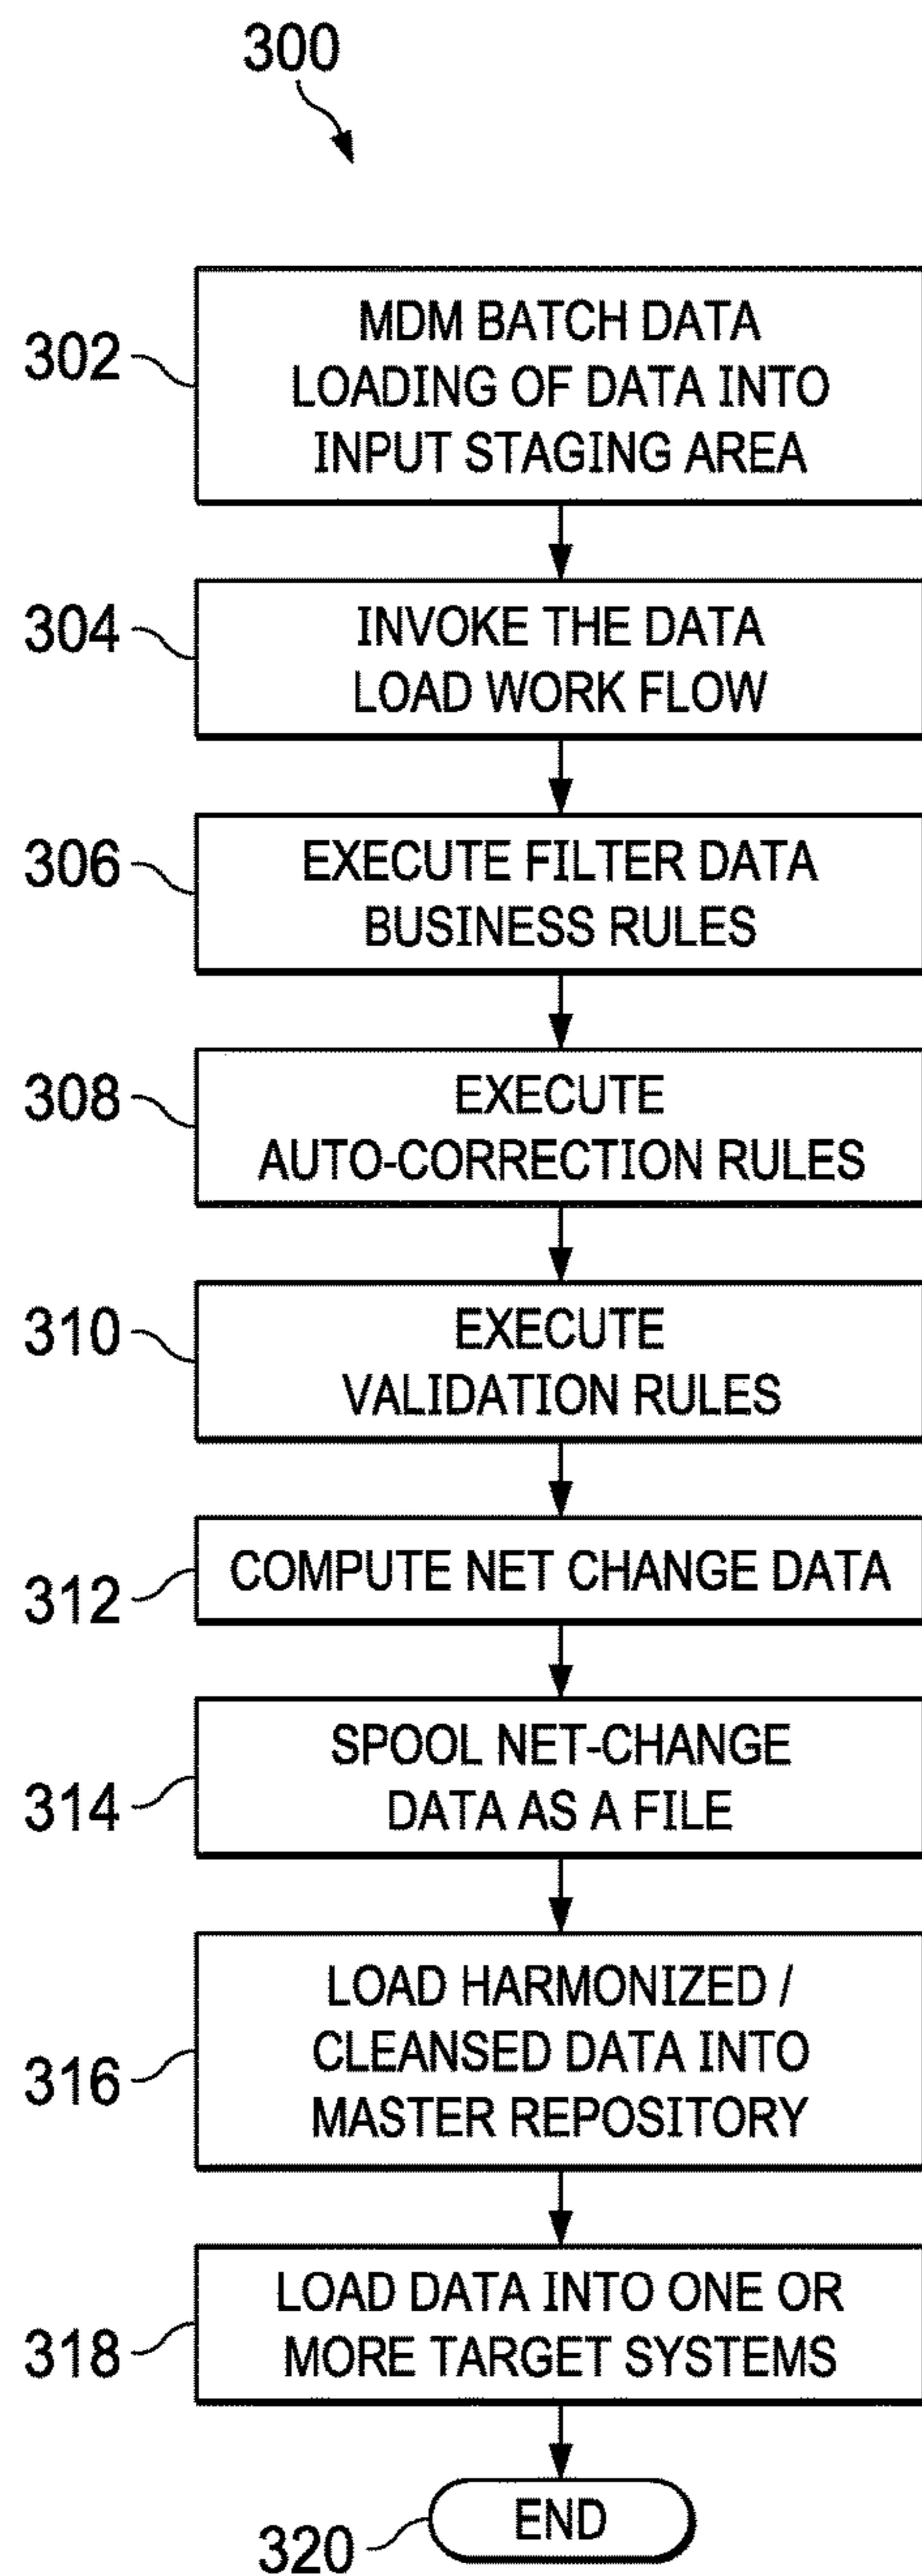 300
302
MDM BATCH DATA
LOADING OF DATA INTO
INPUT STAGING AREA
304
INVOKE THE DATA
LOAD WORK FLOW
306
EXECUTE FILTER DATA
BUSINESS RULES
308
EXECUTE
AUTO-CORRECTION RULES
310
EXECUTE
VALIDATION RULES
312
COMPUTE NET CHANGE DATA
314
SPOOL NET-CHANGE
DATA AS A FILE
316
LOAD HARMONIZED /
CLEANSED DATA INTO
MASTER REPOSITORY
318
LOAD DATA INTO ONE OR
MORE TARGET SYSTEMS
320
END